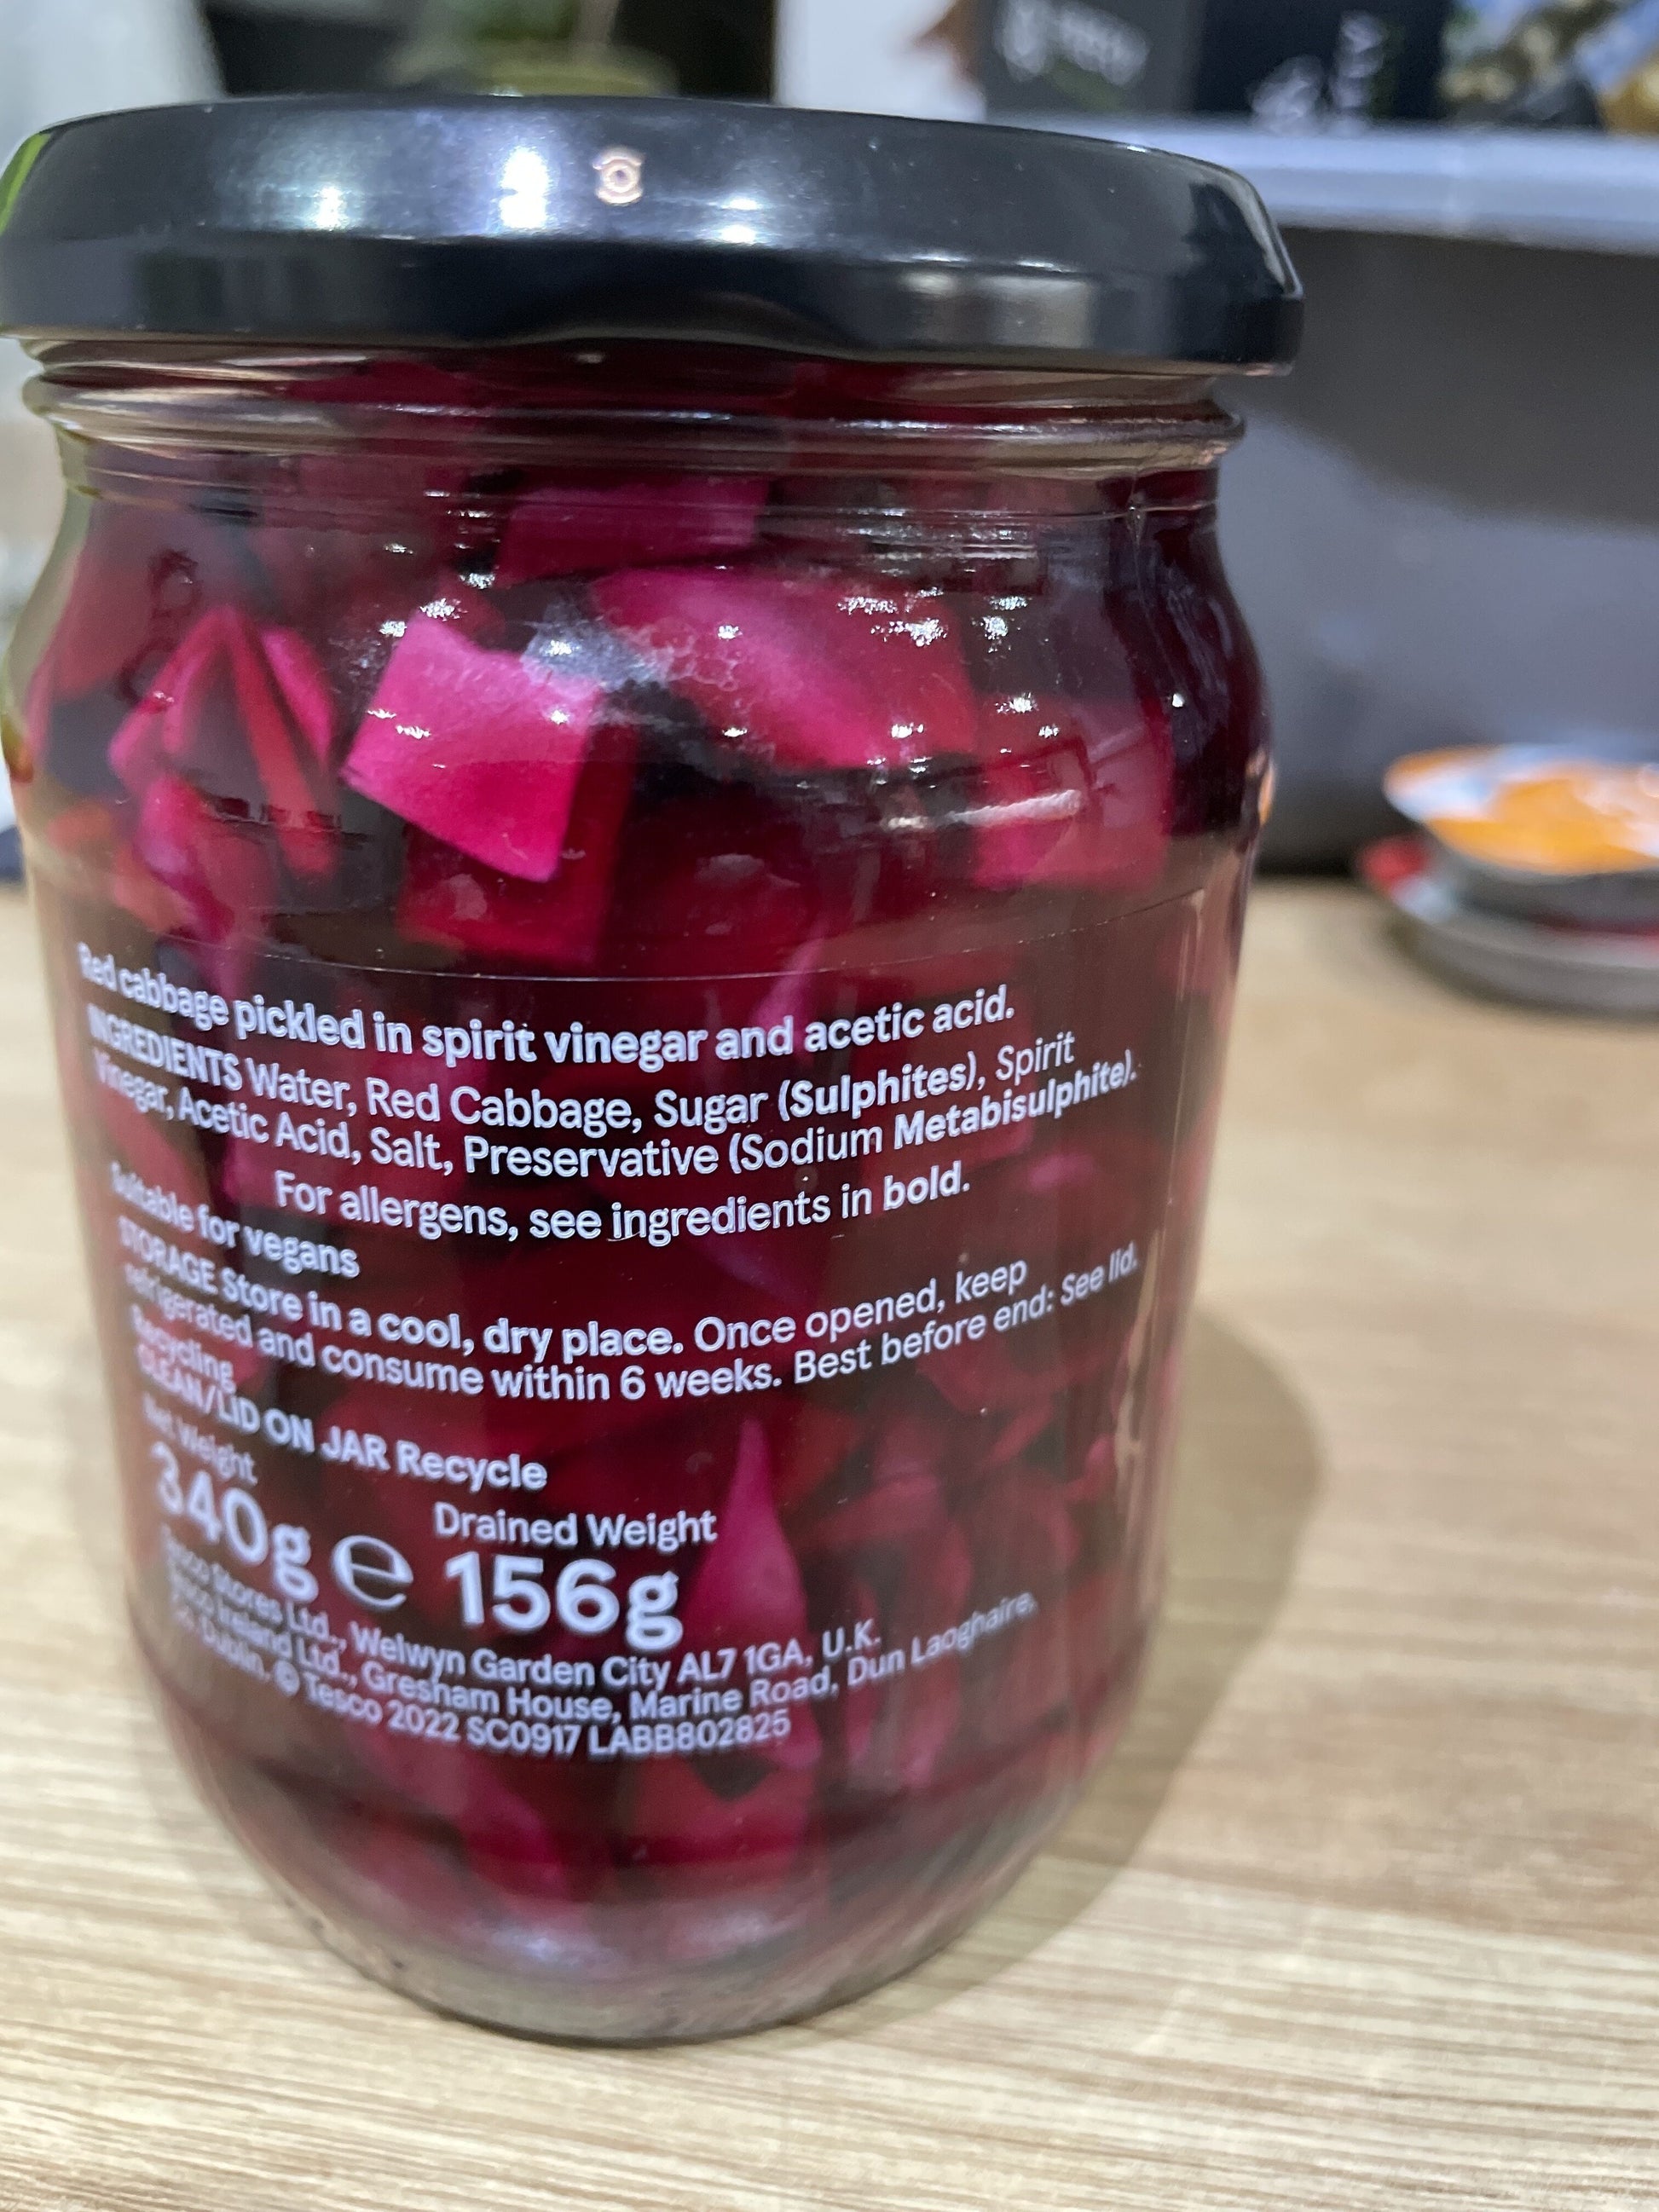 Red cabbage pickled in spirit vinegar and acetic acid.
INGREDIENTS Water, Red Cabbage, Sugar (Sulphites), Spirit
Vinegar, Acetic Acid, Salt, Preservative (Sodium Metabisulphite).
For allergens, see ingredients in bold.
Suitable for vegans
STORAGE Store in a cool, dry place. Once opened, keep
refrigerated and consume within 6 weeks. Best before end: See lid.
Recycling
CLEAN/LID ON JAR Recycle
Net Weight
340g ℮
Drained Weight
156g
Tesco Stores Ltd., Welwyn Garden City AL7 1GA, U.K.
Tesco Ireland Ltd., Gresham House, Marine Road, Dun Laoghaire,
Co. Dublin. © Tesco 2022 SC0917 LABB802825